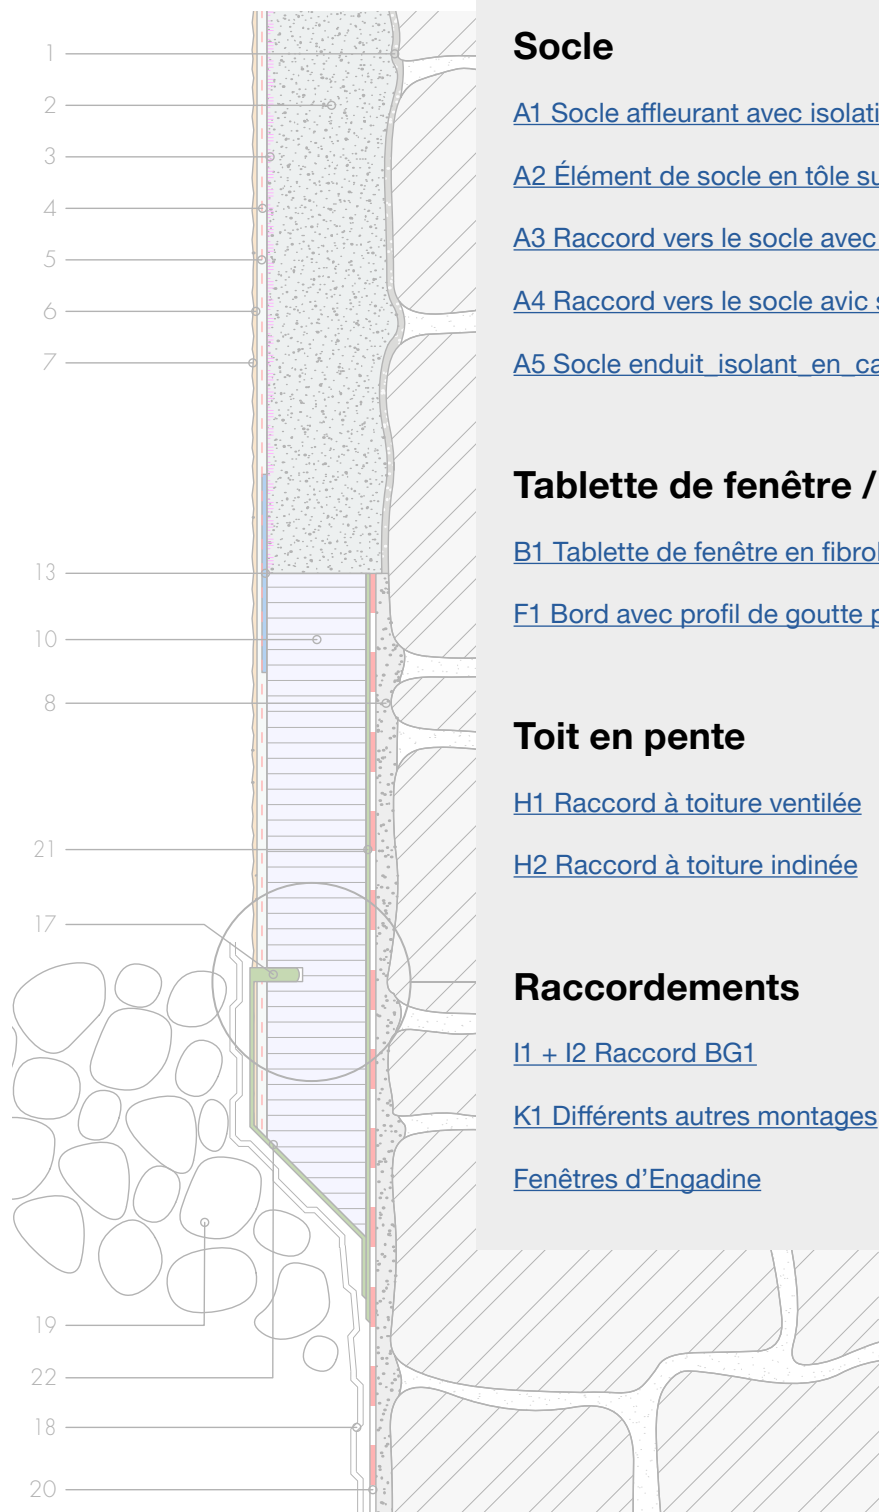 1
2
3
4
5
6
7
13
10
8
21
17
19
22
18
20
Socle
A1 Socle affleurant avec
A2 Élément de socle en tôle
A3 Raccord vers le socle avec
A4 Raccord vers le socle avic
A5 Socle
Tablette de fenêtre /
B1 Tablette de fenêtre en
F1 Bord avec profil de goutte
Toit en pente
H1 Raccord à toiture ventilée
H2 Raccord à toiture indinée
Raccordements
I1 + I2 Raccord BG1
K1 Différents autres montages
Fenêtres d’Engadine